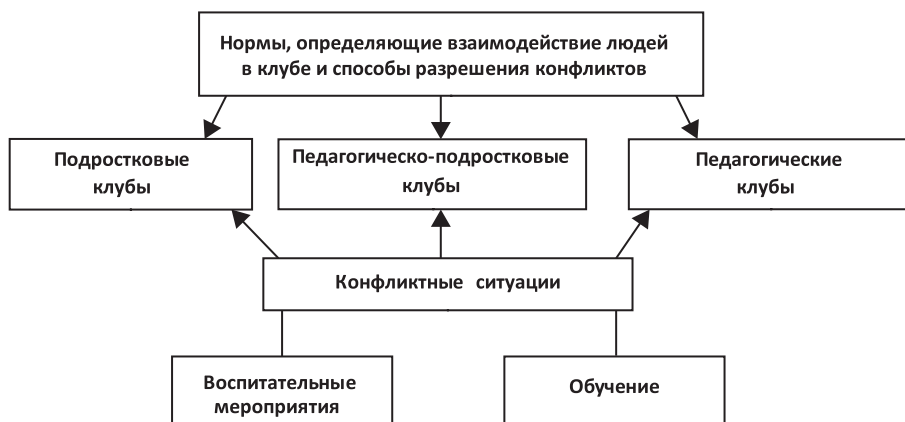 Нормы, определяющие взаимодействие людей
в клубе и способы разрешения конфликтов
Подростковые
клубы
Педагогическо-подростковые
клубы
Педагогические
клубы
Конфликтные ситуации
Воспитательные
мероприятия
Обучение